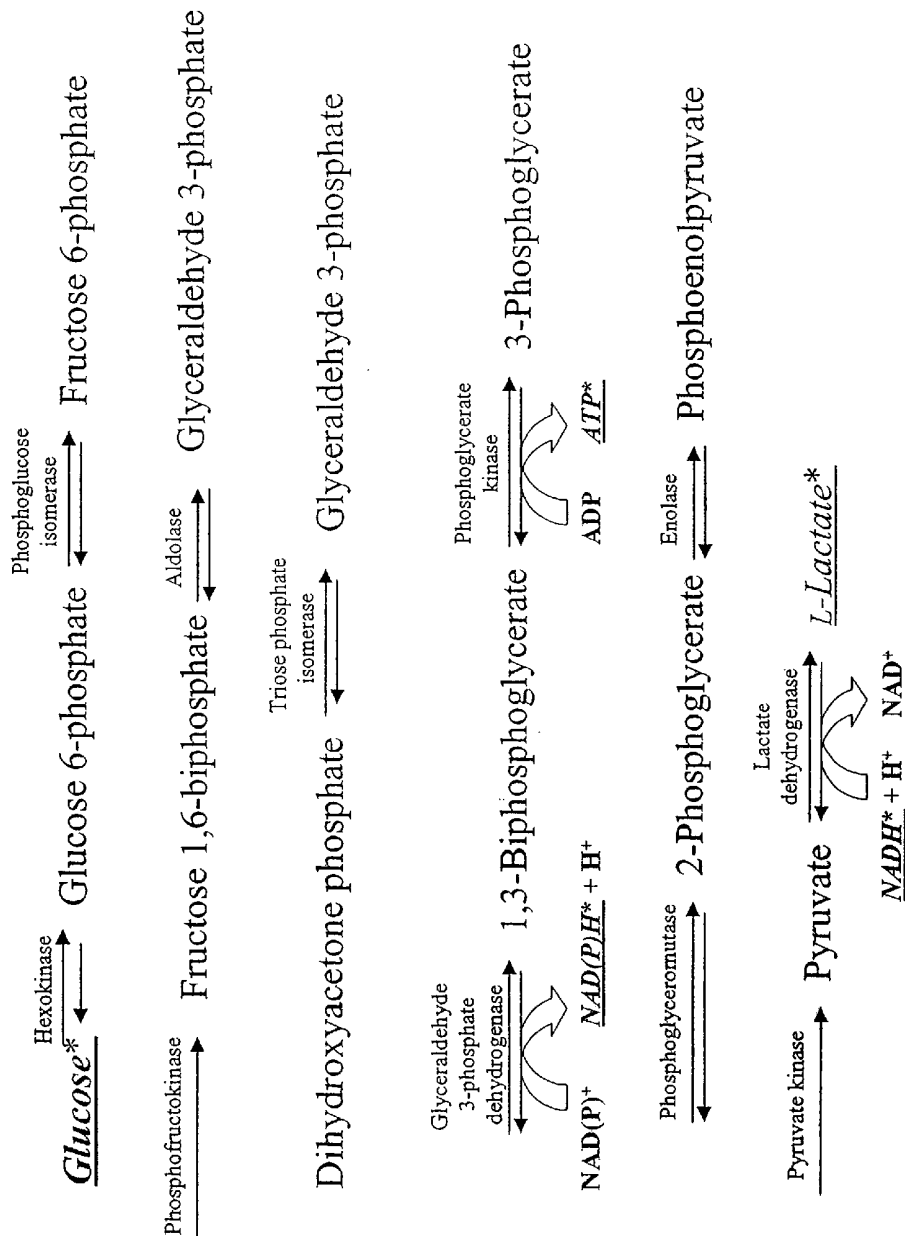 Hexokinase
Phosphoglucose
isomerase
Glucose* Glucose 6-phosphate Fructose 6-phosphate
Phosphofructokinase
Aldolase
Fructose 1,6-biphosphate Glyceraldehyde 3-phosphate
Triose phosphate
isomerase
Dihydroxyacetone phosphate Glyceraldehyde 3-phosphate
Glyceraldehyde
3-phosphate
dehydrogenase
Phosphoglycerate
kinase
1,3-Biphosphoglycerate 3-Phosphoglycerate
NAD(P)+ NAD(P)H* + H+ ADP ATP*
Phosphoglyceromutase
Enolase
2-Phosphoglycerate Phosphoenolpyruvate
Pyruvate kinase
Lactate
dehydrogenase
Pyruvate L-Lactate*
NADH* + H+ NAD+